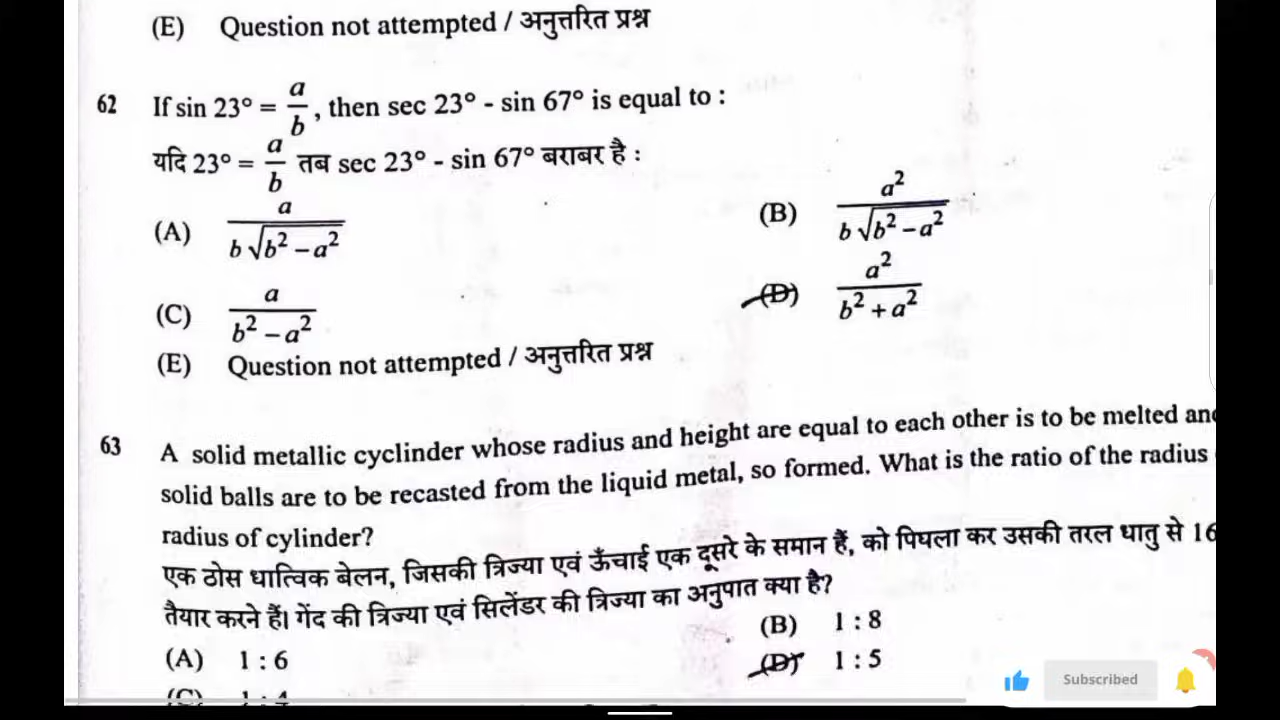 (E) Question not attempted / अनुत्तरित प्रश्न
62 If sin 23° = a/b, then sec 23° - sin 67° is equal to :
यदि 23° = a/b तब sec 23° - sin 67° बराबर है :
(A) a/(b√(b² – a²)) (B) a²/(b√(b² – a²))
(C) a/(b² – a²) (D) a²/(b² + a²)
(E) Question not attempted / अनुत्तरित प्रश्न
63 A solid metallic cyclinder whose radius and height are equal to each other is to be melted and
solid balls are to be recasted from the liquid metal, so formed. What is the ratio of the radius
radius of cylinder?
एक ठोस धात्विक बेलन, जिसकी त्रिज्या एवं ऊँचाई एक दूसरे के समान हैं, को पिघला कर उसकी तरल धातु से 16
तैयार करने हैं। गेंद की त्रिज्या एवं सिलेंडर की त्रिज्या का अनुपात क्या है?
(A) 1 : 6 (B) 1 : 8
(D) 1 : 5
Subscribed